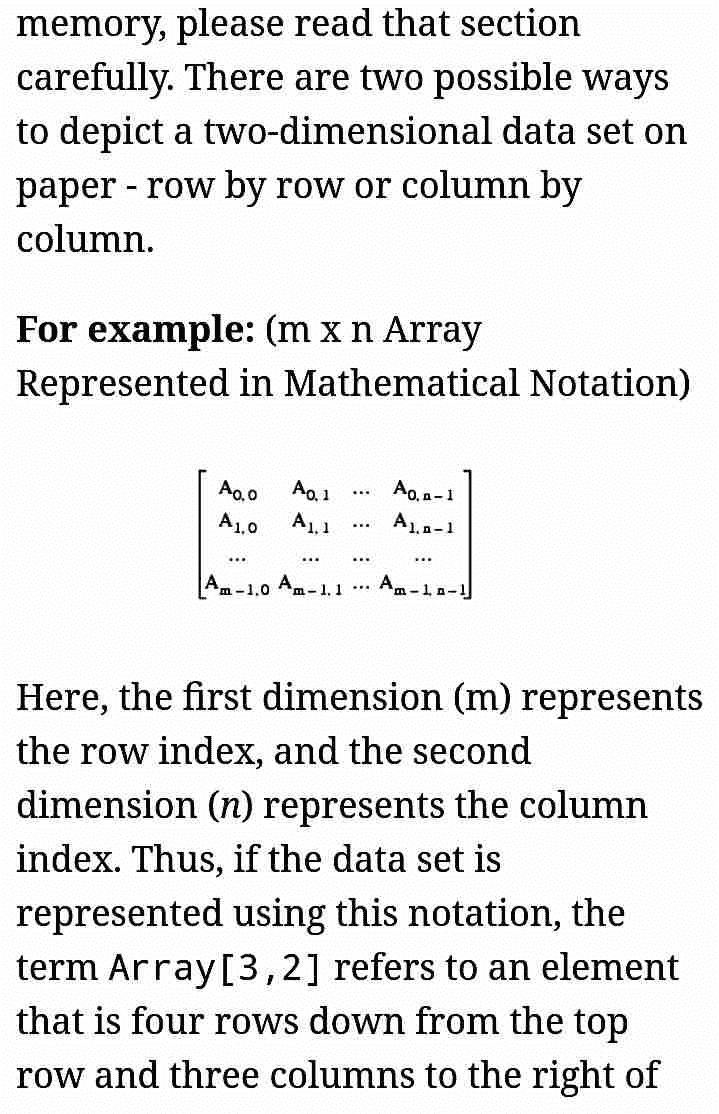 memory, please read that section
carefully. There are two possible ways
to depict a two-dimensional data set on
paper - row by row or column by
column.
For example: (m x n Array
Represented in Mathematical Notation)
A0,0 A0,1 ... A0,n-1
A1,0 A1,1 ... A1,n-1
... ... ... ...
Am-1,0 Am-1,1 ... Am-1,n-1
Here, the first dimension (m) represents
the row index, and the second
dimension (n) represents the column
index. Thus, if the data set is
represented using this notation, the
term Array[3,2] refers to an element
that is four rows down from the top
row and three columns to the right of